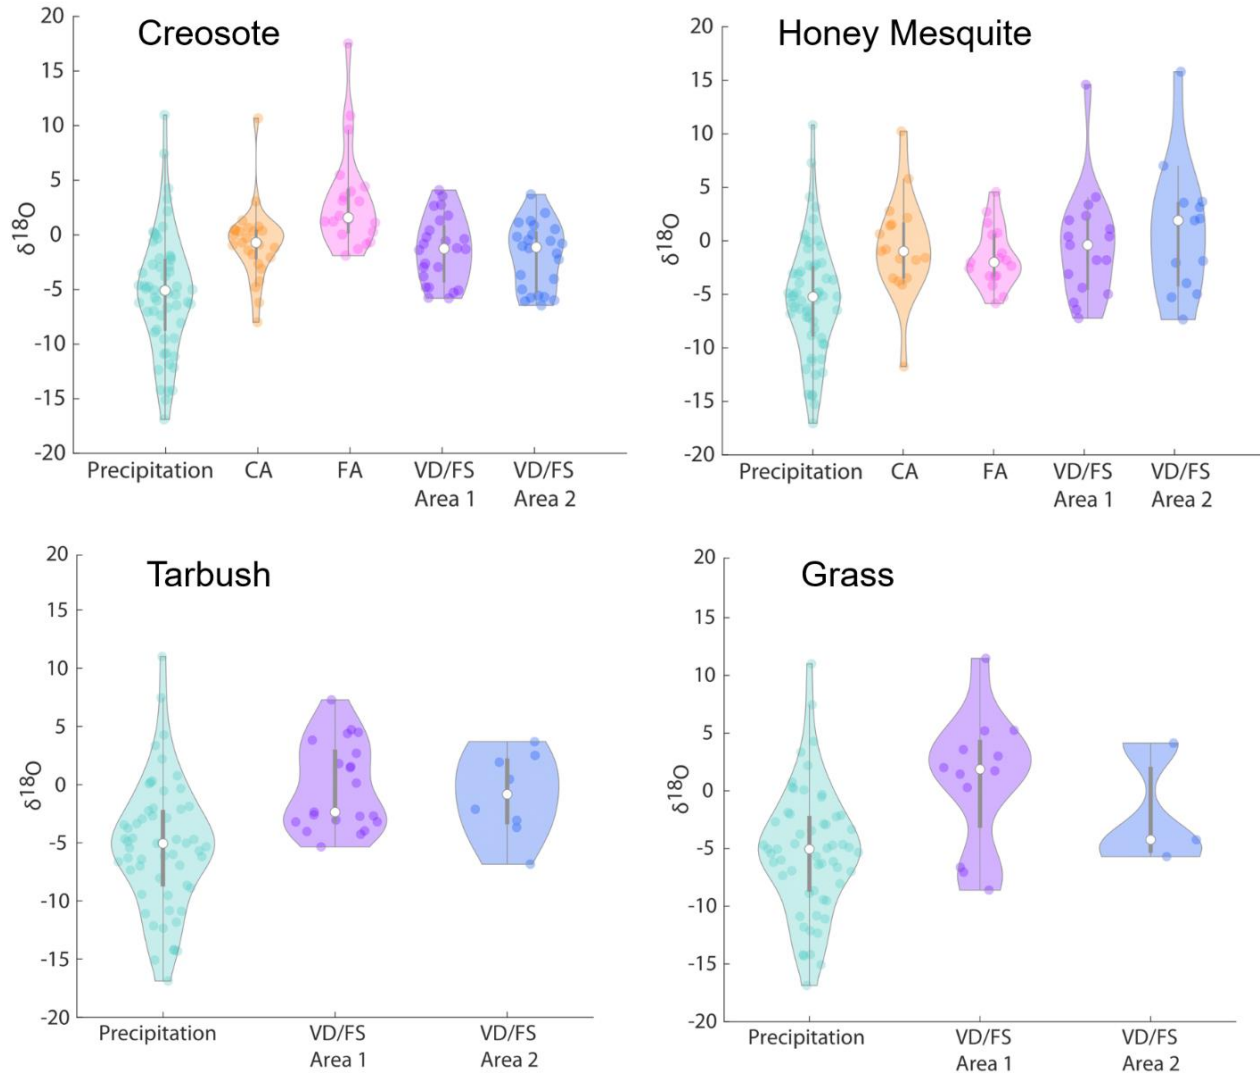 Creosote
20
15
10
5
0
-5
-10
-15
-20
δ18O
Precipitation CA FA VD/FS VD/FS
Area 1 Area 2
Honey Mesquite
20
15
10
5
0
-5
-10
-15
-20
δ18O
Precipitation CA FA VD/FS VD/FS
Area 1 Area 2
Tarbush
20
15
10
5
0
-5
-10
-15
-20
δ18O
Precipitation VD/FS VD/FS
Area 1 Area 2
Grass
20
15
10
5
0
-5
-10
-15
-20
δ18O
Precipitation VD/FS VD/FS
Area 1 Area 2